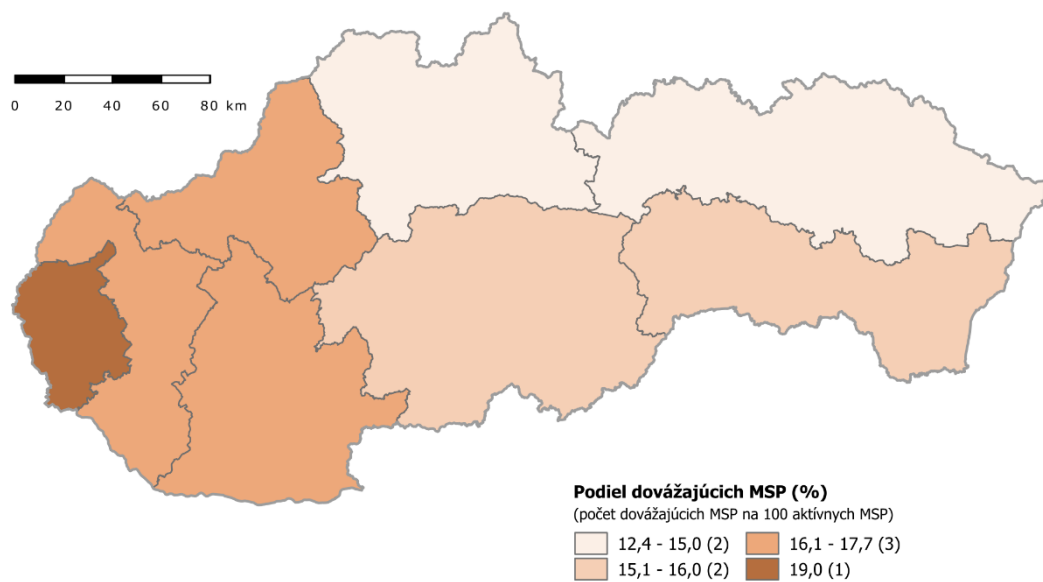 0 20 40 60 80 km
Podiel dovážajúcich MSP (%)
(počet dovážajúcich MSP na 100 aktívnych MSP)
12,4 - 15,0 (2) 16,1 - 17,7 (3)
15,1 - 16,0 (2) 19,0 (1)